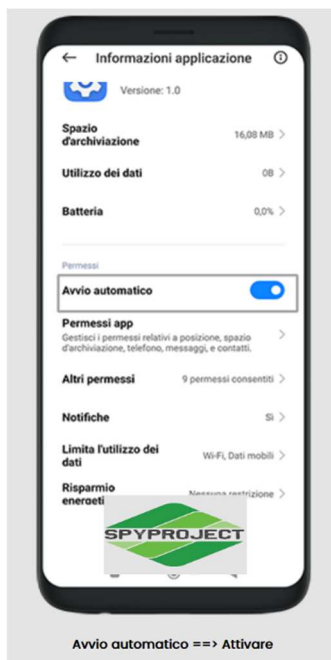 Informazioni applicazione
Versione: 1.0
Spazio
d'archiviazione
16,08 MB
Utilizzo dei dati
0B
Batteria
0,0%
Permessi
Avvio automatico
Permessi app
Gestisci i permessi relativi a posizione, spazio
d'archiviazione, telefono, messaggi, e contatti.
Altri permessi
9 permessi consentiti
Notifiche
Sì
Limita l'utilizzo dei
dati
Wi-Fi, Dati mobili
Risparmio
energeti
Nessuna restrizione
SPYPROJECT
Avvio automatico ==> Attivare